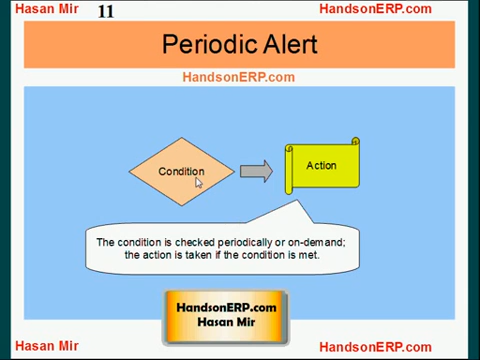 Hasan Mir 11 HandsonERP.com
Periodic Alert
HandsonERP.com
Condition
Action
The condition is checked periodically or on-demand;
the action is taken if the condition is met.
HandsonERP.com
Hasan Mir
Hasan Mir HandsonERP.com